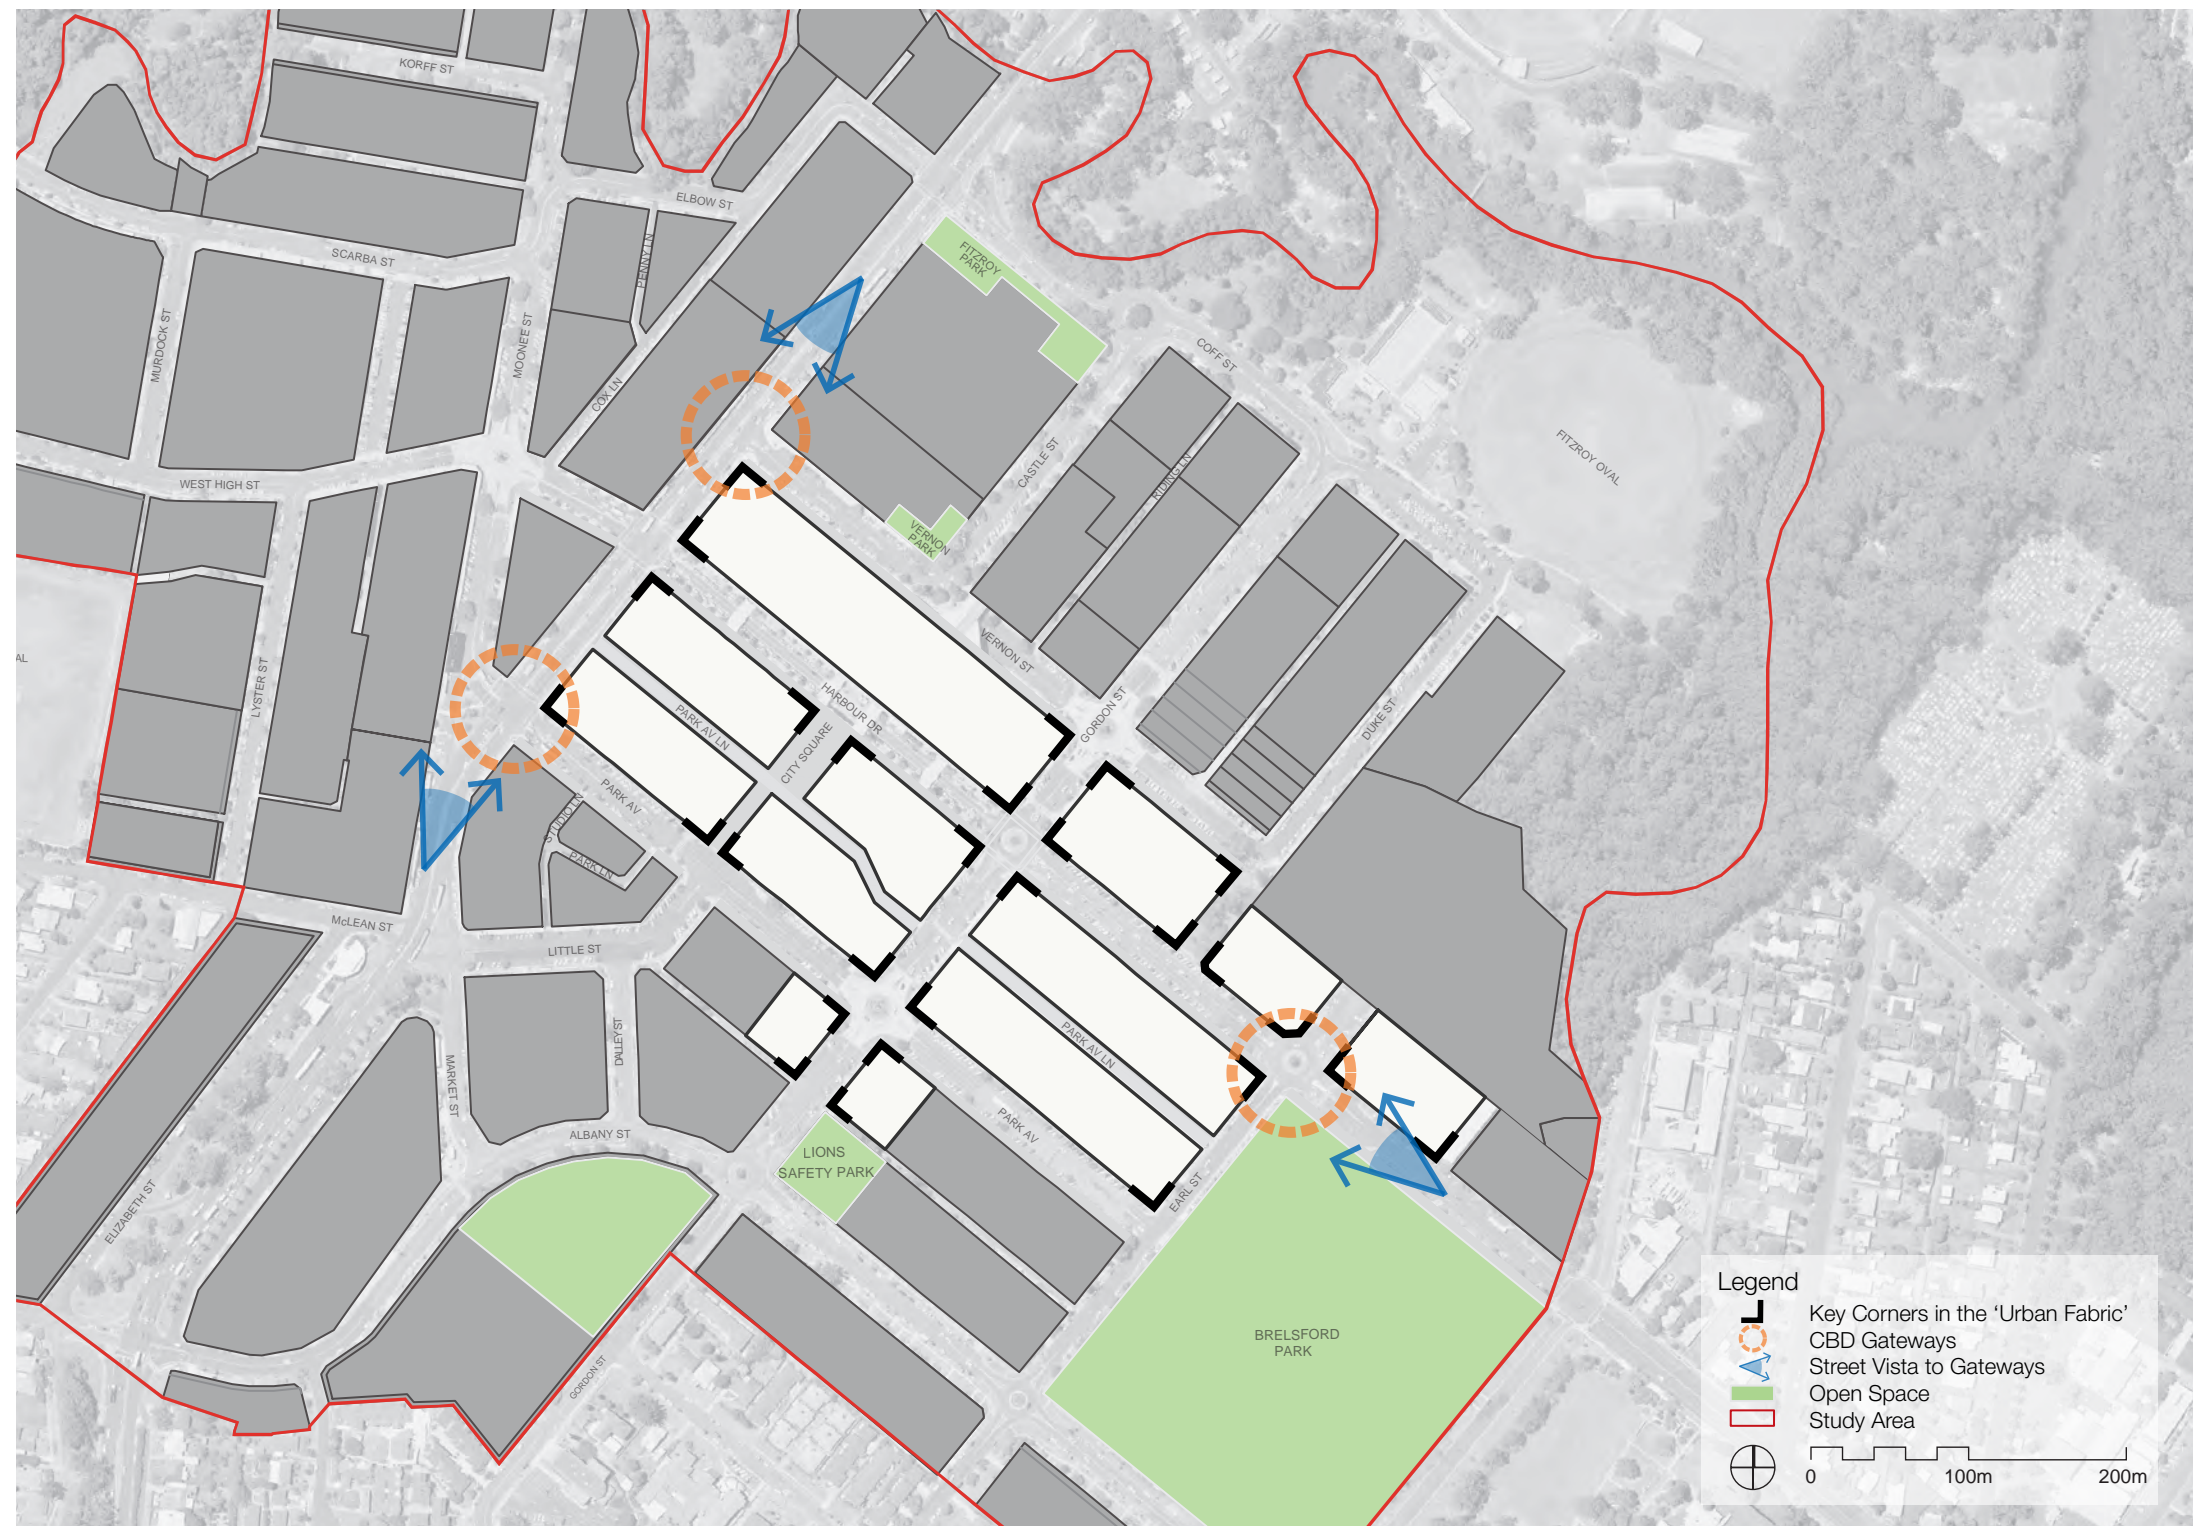 KORFF ST
ELBOW ST
SCARBA ST
PENNY LN
FITZROY
PARK
MURDOCK ST
MOONEE ST
COX LN
COFF ST
CASTLE ST
RIDING LN
FITZROY OVAL
WEST HIGH ST
VERNON
PARK
VERNON ST
AL
LYSTER ST
HARBOUR DR
GORDON ST
DUKE ST
PARK AV LN
CITY SQUARE
PARK AV
STUDIO LN
PARK LN
McLEAN ST
LITTLE ST
DALLEY ST
MARKET ST
PARK AV LN
PARK AV
ALBANY ST
LIONS
SAFETY PARK
EARL ST
ELIZABETH ST
BRELSFORD
PARK
GORDON ST
Legend
Key Corners in the ‘Urban Fabric’
CBD Gateways
Street Vista to Gateways
Open Space
Study Area
0 100m 200m